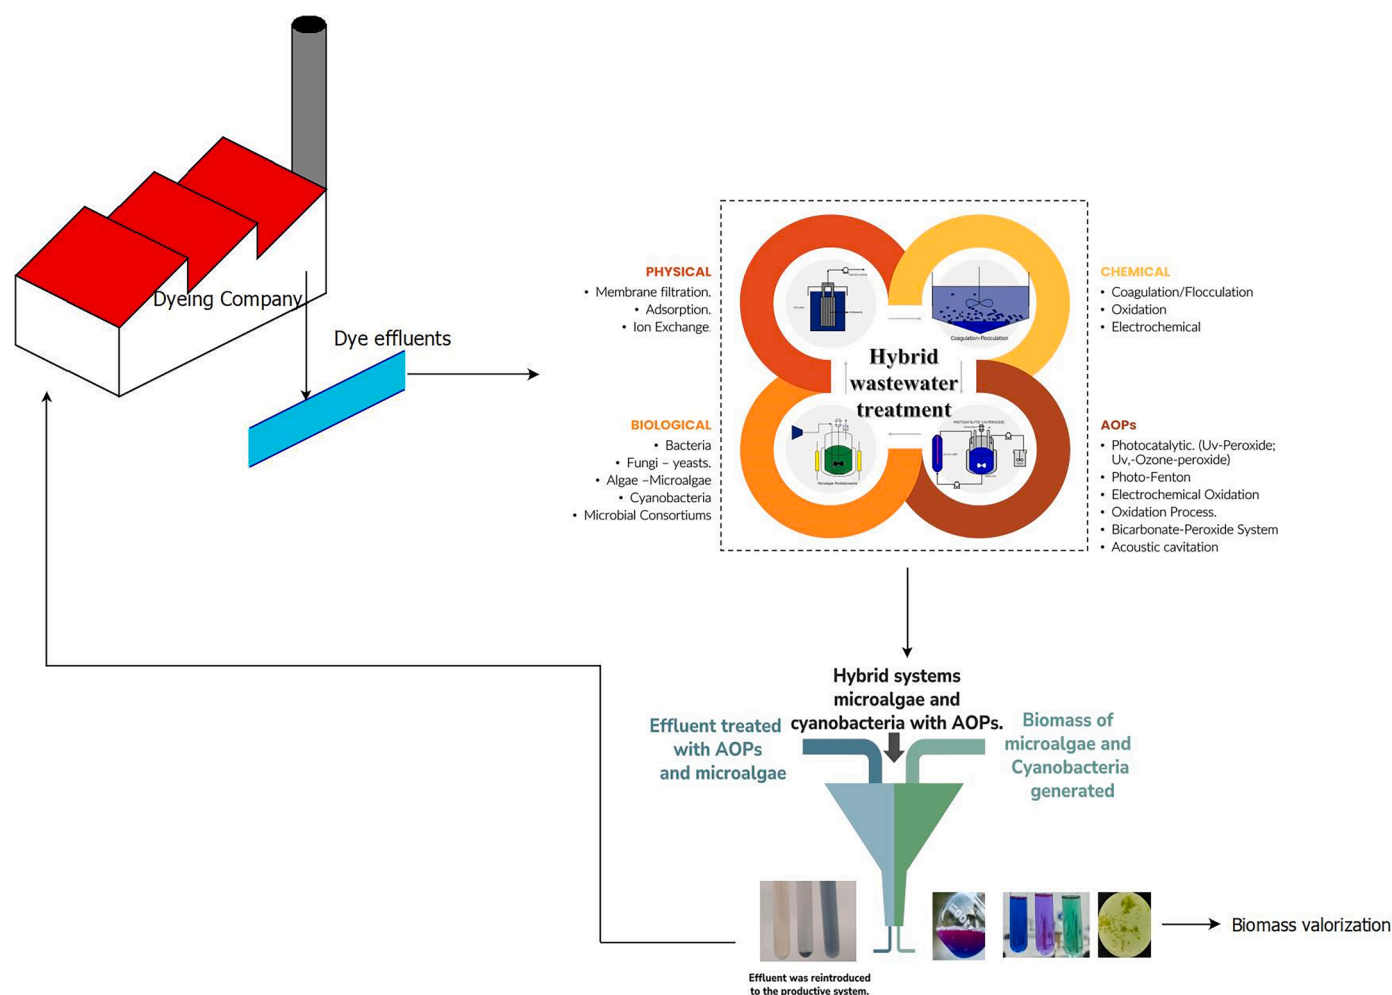 Dyeing Company
Dye effluents
PHYSICAL
• Membrane filtration.
• Adsorption.
• Ion Exchange
BIOLOGICAL
• Bacteria
• Fungi – yeasts.
• Algae –Microalgae
• Cyanobacteria
• Microbial Consortiums
Coagulation-Flocculation
Hybrid
wastewater
treatment
CHEMICAL
• Coagulation/Flocculation
• Oxidation
• Electrochemical
AOPs
• Photocatalytic. (Uv-Peroxide;
Uv,-Ozone-peroxide)
• Photo-Fenton
• Electrochemical Oxidation
• Oxidation Process.
• Bicarbonate-Peroxide System
• Acoustic cavitation
Hybrid systems
microalgae and
cyanobacteria with AOPs.
Effluent treated
with AOPs
and microalgae
Biomass of
microalgae and
Cyanobacteria
generated
Effluent was reintroduced
to the productive system.
Biomass valorization